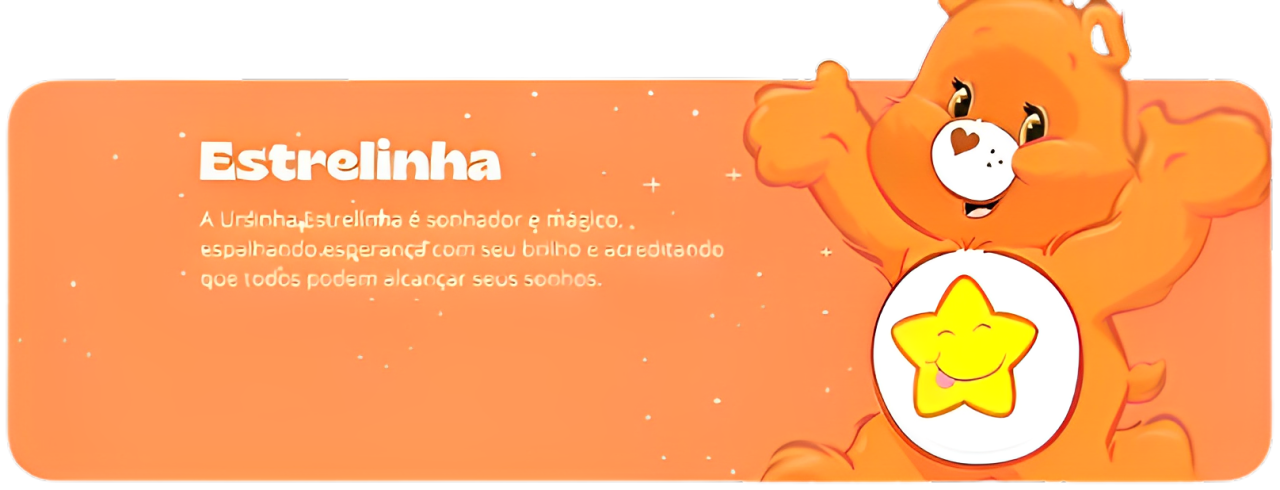 Estrelinha
A Ursinha Estrelinha é sonhador e mágico,
espalhando esperança com seu brilho e acreditando
que todos podem alcançar seus sonhos.